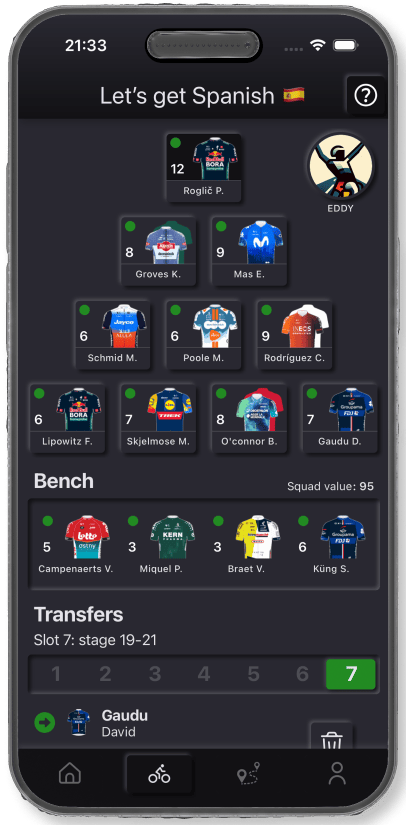 21:33
Let's get Spanish 🇪🇸
12
Roglič P.
EDDY
8
Groves K.
9
Mas E.
6
Schmid M.
6
Poole M.
9
Rodríguez C.
6
Lipowitz F.
7
Skjelmose M.
8
O'connor B.
7
Gaudu D.
Bench
Squad value: 95
5
Campenaerts V.
3
Miquel P.
3
Braet V.
6
Küng S.
Transfers
Slot 7: stage 19-21
1 2 3 4 5 6 7
Gaudu
David